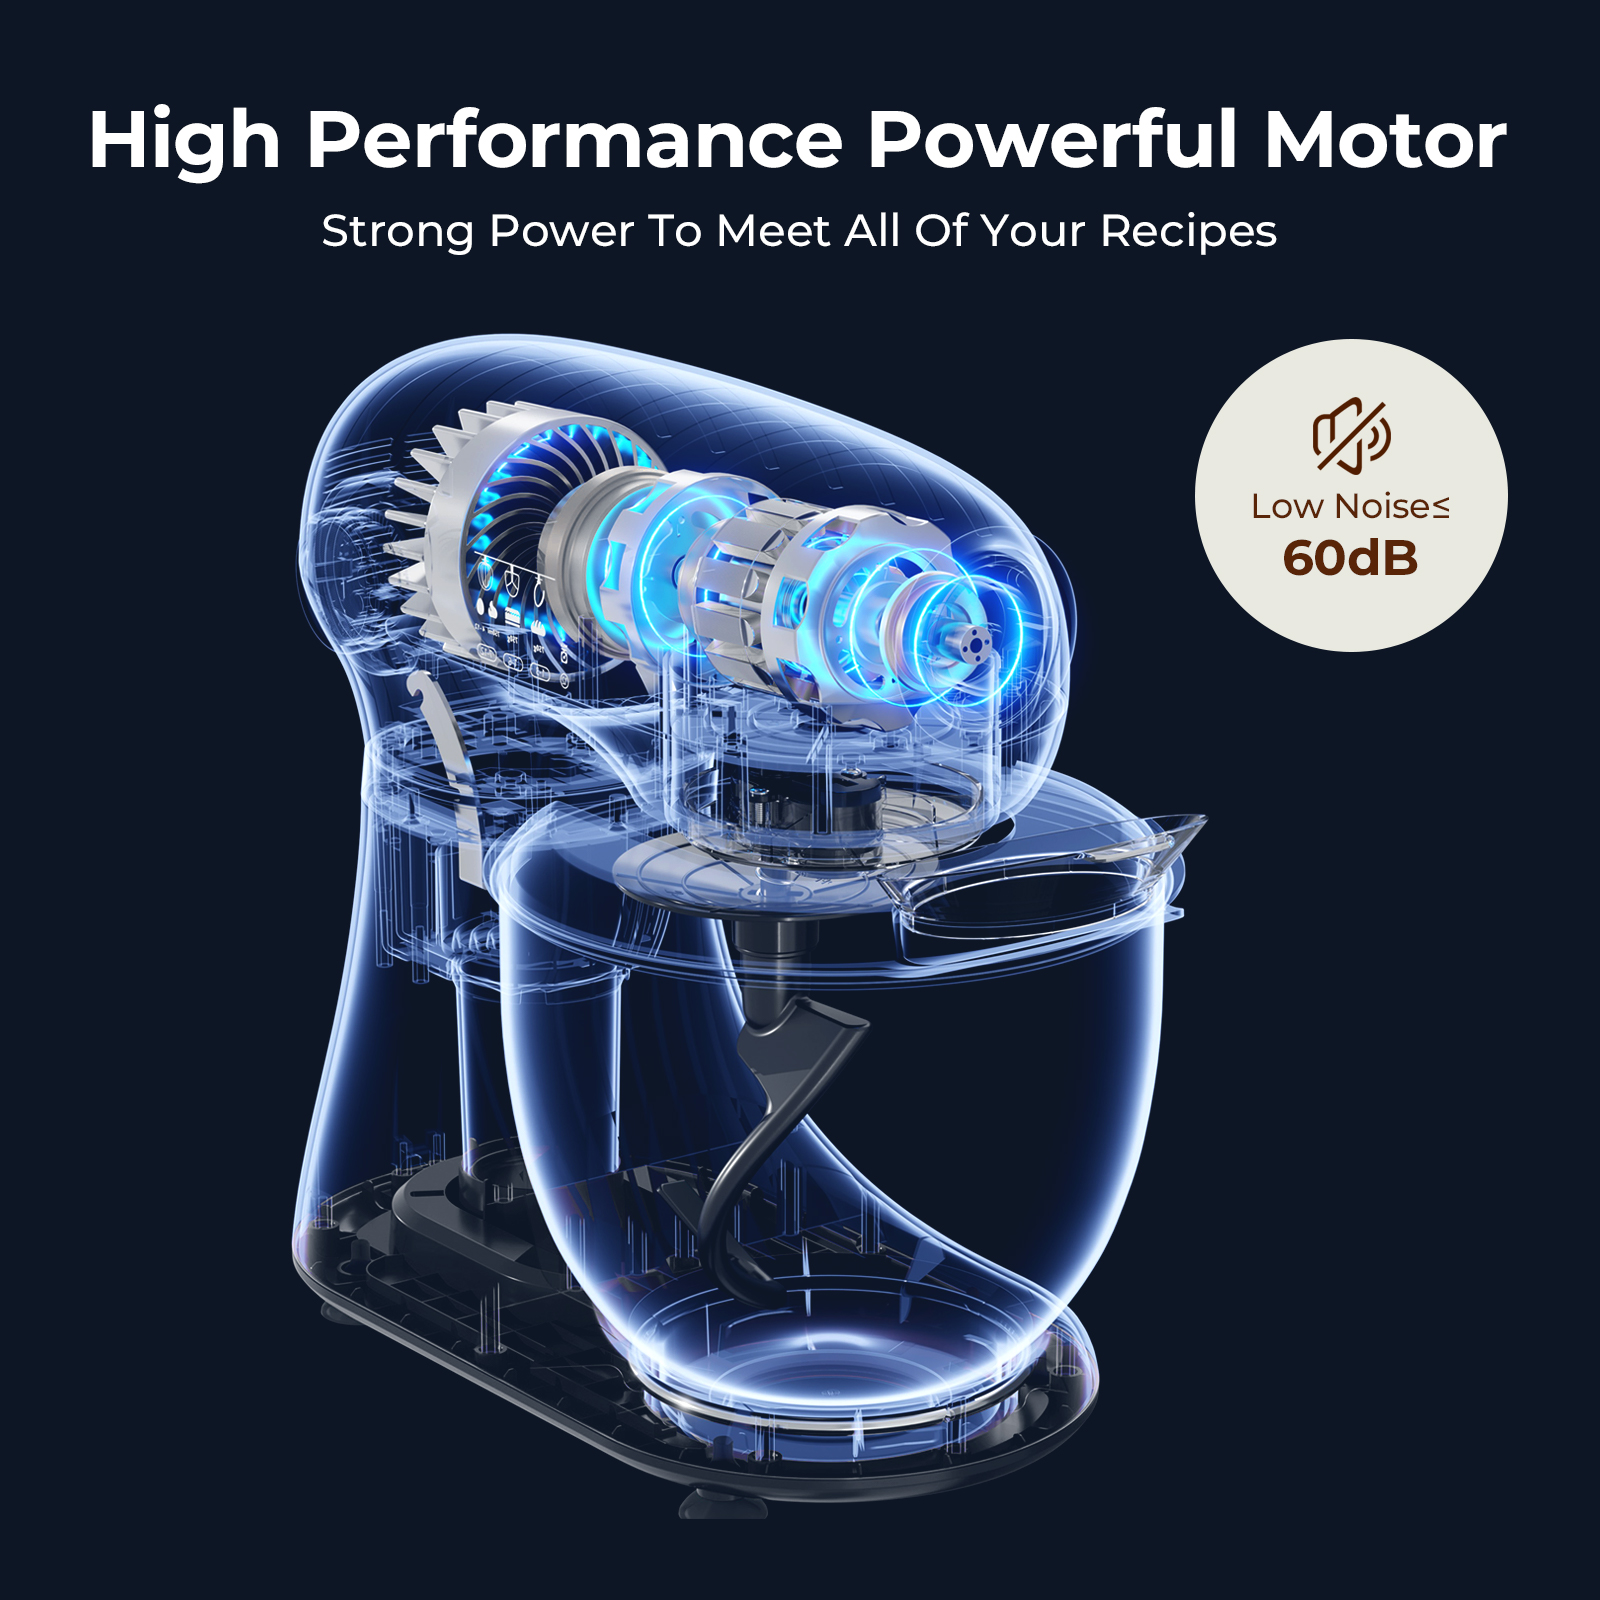 High Performance Powerful Motor
Strong Power To Meet All Of Your Recipes
Low Noise≤
60dB